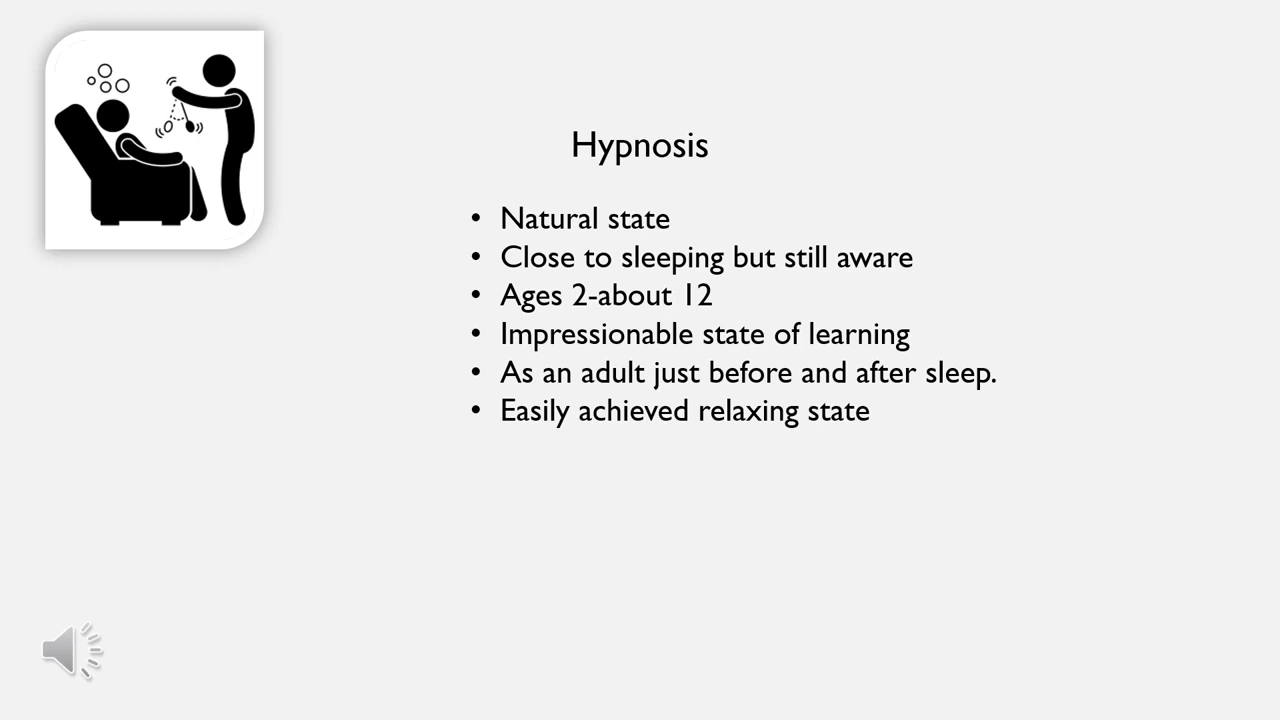 Hypnosis
• Natural state
• Close to sleeping but still aware
• Ages 2-about 12
• Impressionable state of learning
• As an adult just before and after sleep.
• Easily achieved relaxing state